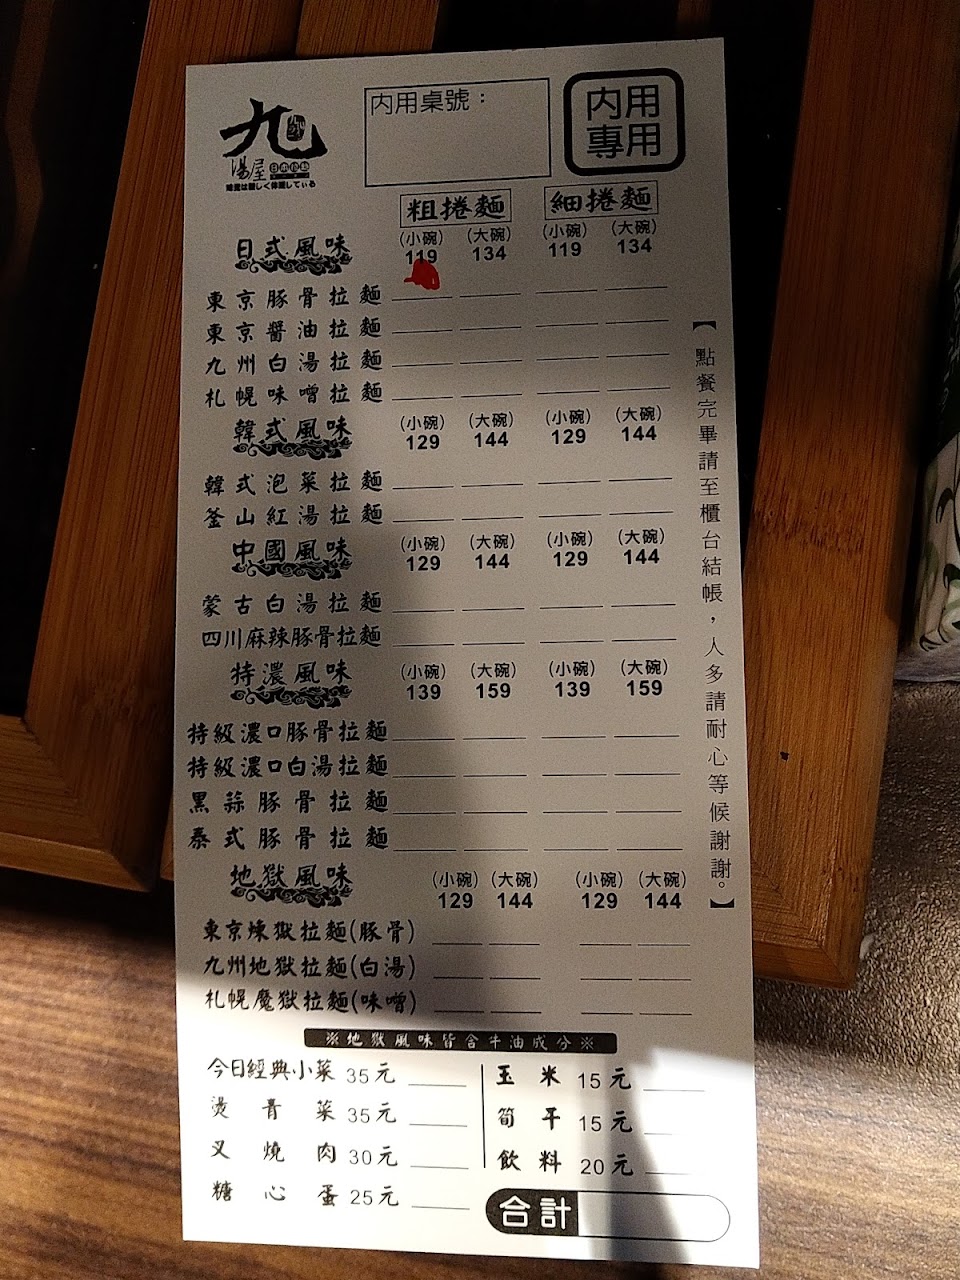 九
湯屋
日本拉麵
内用桌號：
内用
專用
粗捲麵 細捲麵
日式風味 (小碗) (大碗) (小碗) (大碗)
119 134 119 134
東京豚骨拉麵
東京醬油拉麵
九州白湯拉麵
札幌味噌拉麵
韓式風味 (小碗) (大碗) (小碗) (大碗)
129 144 129 144
韓式泡菜拉麵
釜山紅湯拉麵
中國風味 (小碗) (大碗) (小碗) (大碗)
129 144 129 144
蒙古白湯拉麵
四川麻辣豚骨拉麵
特濃風味 (小碗) (大碗) (小碗) (大碗)
139 159 139 159
特級濃口豚骨拉麵
特級濃口白湯拉麵
黑蒜豚骨拉麵
泰式豚骨拉麵
地獄風味 (小碗) (大碗) (小碗) (大碗)
129 144 129 144
東京煉獄拉麵(豚骨)
九州地獄拉麵(白湯)
札幌魔獄拉麵(味噌)
※地獄風味皆含牛油成分※
今日經典小菜 35元
燙青菜 35元
叉燒肉 30元
糖心蛋 25元
玉米 15元
筍干 15元
飲料 20元
合計
【點餐完畢請至櫃台結帳，人多請耐心等候謝謝。】